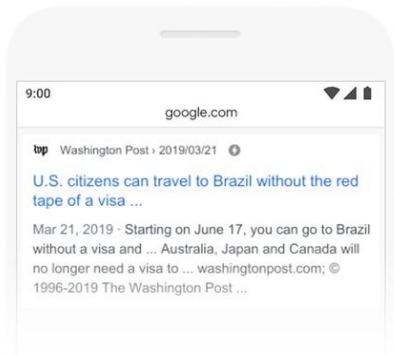 9:00
google.com
wp Washington Post › 2019/03/21
U.S. citizens can travel to Brazil without the red
tape of a visa ...
Mar 21, 2019 · Starting on June 17, you can go to Brazil
without a visa and ... Australia, Japan and Canada will
no longer need a visa to ... washingtonpost.com; ©
1996-2019 The Washington Post ...